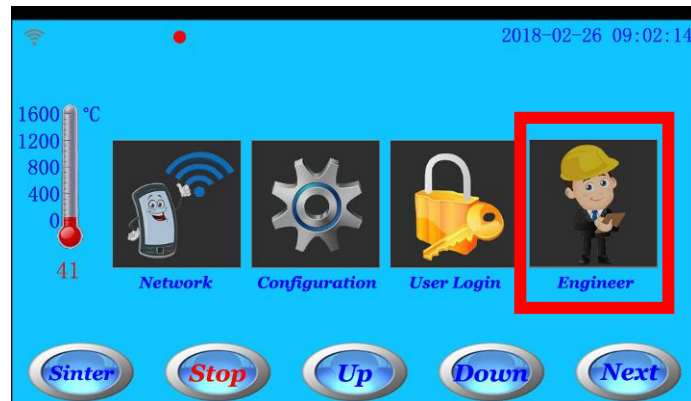 2018-02-26 09:02:14
1600 °C
1200
800
400
0
41
Network Configuration User Login Engineer
Sinter Stop Up Down Next